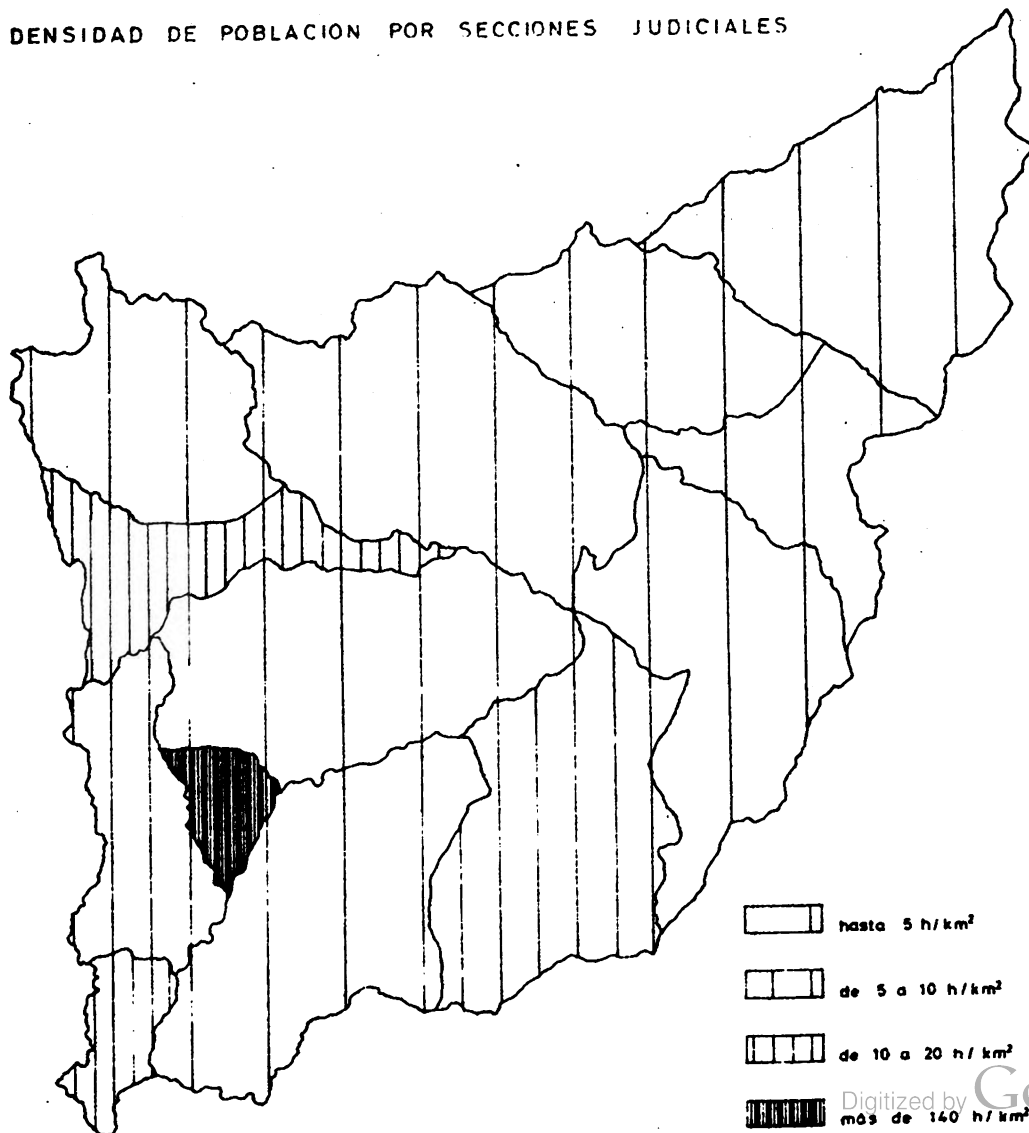 DENSIDAD DE POBLACION POR SECCIONES JUDICIALES
hasta 5 h/km²
de 5 a 10 h/km²
de 10 a 20 h/km²
Digitized by
más de 140 h/km²